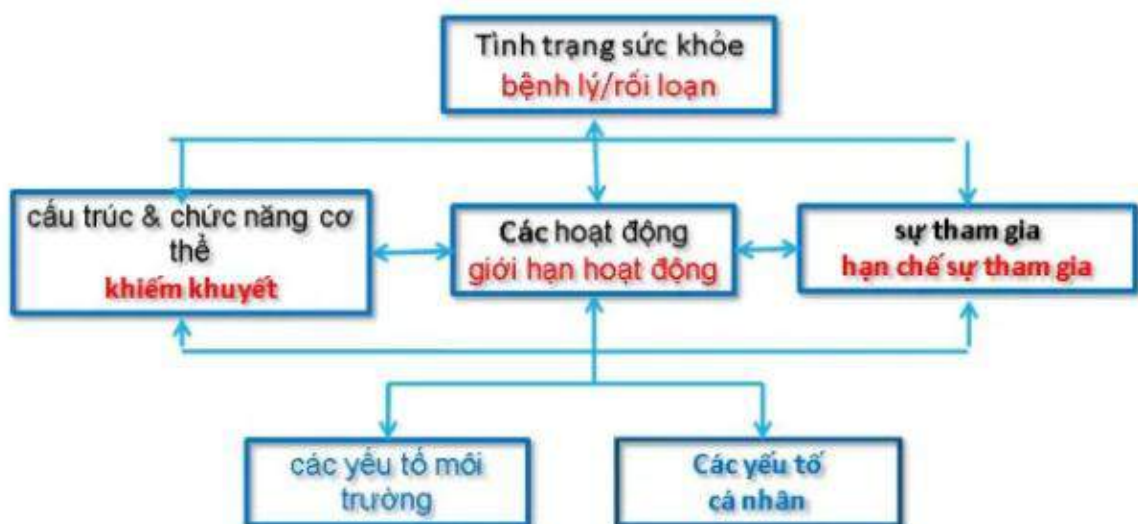 Tình trạng sức khỏe
bệnh lý/rối loạn
cấu trúc & chức năng cơ
thể
khiếm khuyết
Các hoạt động
giới hạn hoạt động
sự tham gia
hạn chế sự tham gia
các yếu tố môi
trường
Các yếu tố
cá nhân